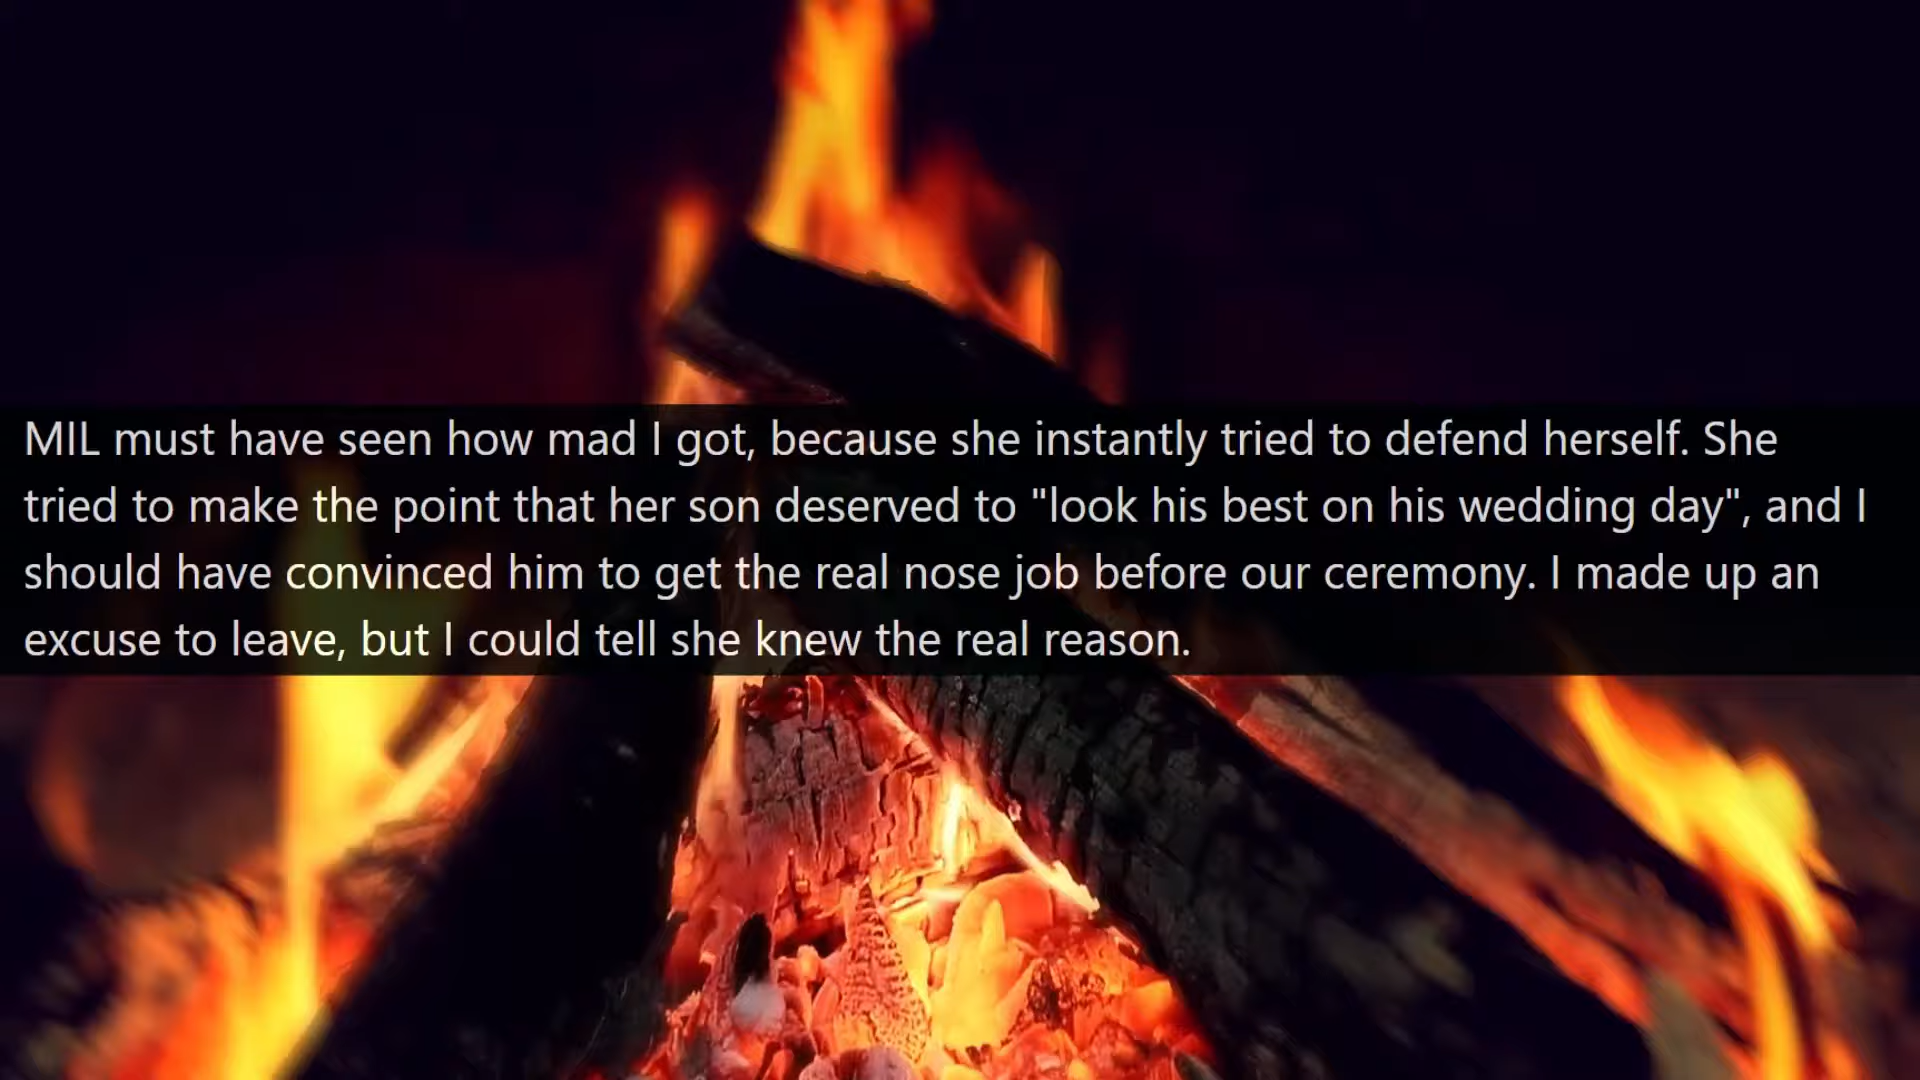 MIL must have seen how mad I got, because she instantly tried to defend herself. She
tried to make the point that her son deserved to "look his best on his wedding day", and I
should have convinced him to get the real nose job before our ceremony. I made up an
excuse to leave, but I could tell she knew the real reason.